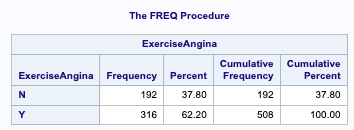 The FREQ Procedure
ExerciseAngina
ExerciseAngina Frequency Percent Cumulative Frequency Cumulative Percent
N 192 37.80 192 37.80
Y 316 62.20 508 100.00